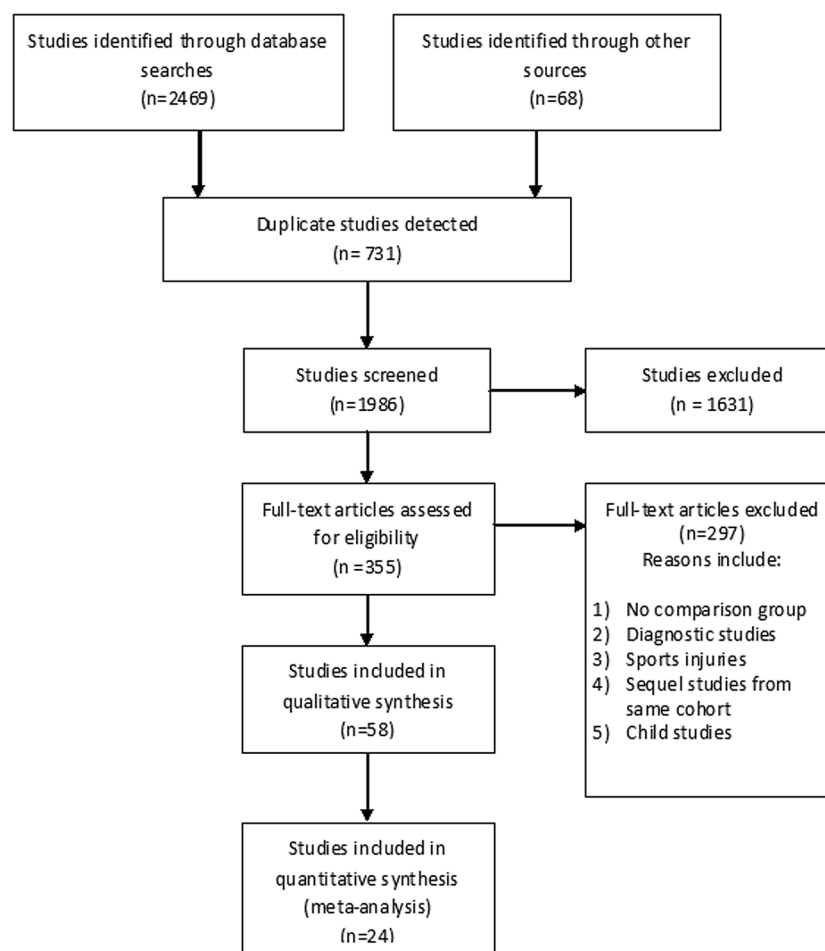 Studies identified through database
searches
(n=2469)
Studies identified through other
sources
(n=68)
Duplicate studies detected
(n= 731)
Studies screened
(n=1986)
Studies excluded
(n = 1631)
Full-text articles assessed
for eligibility
(n =355)
Full-text articles excluded
(n=297)
Reasons include:
1) No comparison group
2) Diagnostic studies
3) Sports injuries
4) Sequel studies from
same cohort
5) Child studies
Studies included in
qualitative synthesis
(n=58)
Studies included in
quantitative synthesis
(meta-analysis)
(n=24)